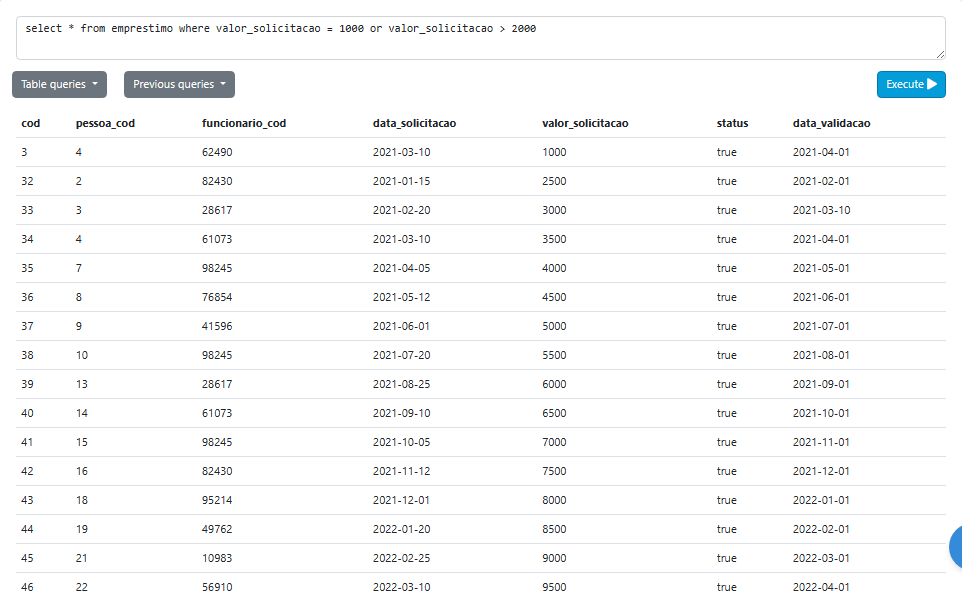 select * from emprestimo where valor_solicitacao = 1000 or valor_solicitacao > 2000
Table queries Previous queries Execute
cod pessoa_cod funcionario_cod data_solicitacao valor_solicitacao status data_validacao
3 4 62490 2021-03-10 1000 true 2021-04-01
32 2 82430 2021-01-15 2500 true 2021-02-01
33 3 28617 2021-02-20 3000 true 2021-03-10
34 4 61073 2021-03-10 3500 true 2021-04-01
35 7 98245 2021-04-05 4000 true 2021-05-01
36 8 76854 2021-05-12 4500 true 2021-06-01
37 9 41596 2021-06-01 5000 true 2021-07-01
38 10 98245 2021-07-20 5500 true 2021-08-01
39 13 28617 2021-08-25 6000 true 2021-09-01
40 14 61073 2021-09-10 6500 true 2021-10-01
41 15 98245 2021-10-05 7000 true 2021-11-01
42 16 82430 2021-11-12 7500 true 2021-12-01
43 18 95214 2021-12-01 8000 true 2022-01-01
44 19 49762 2022-01-20 8500 true 2022-02-01
45 21 10983 2022-02-25 9000 true 2022-03-01
46 22 56910 2022-03-10 9500 true 2022-04-01